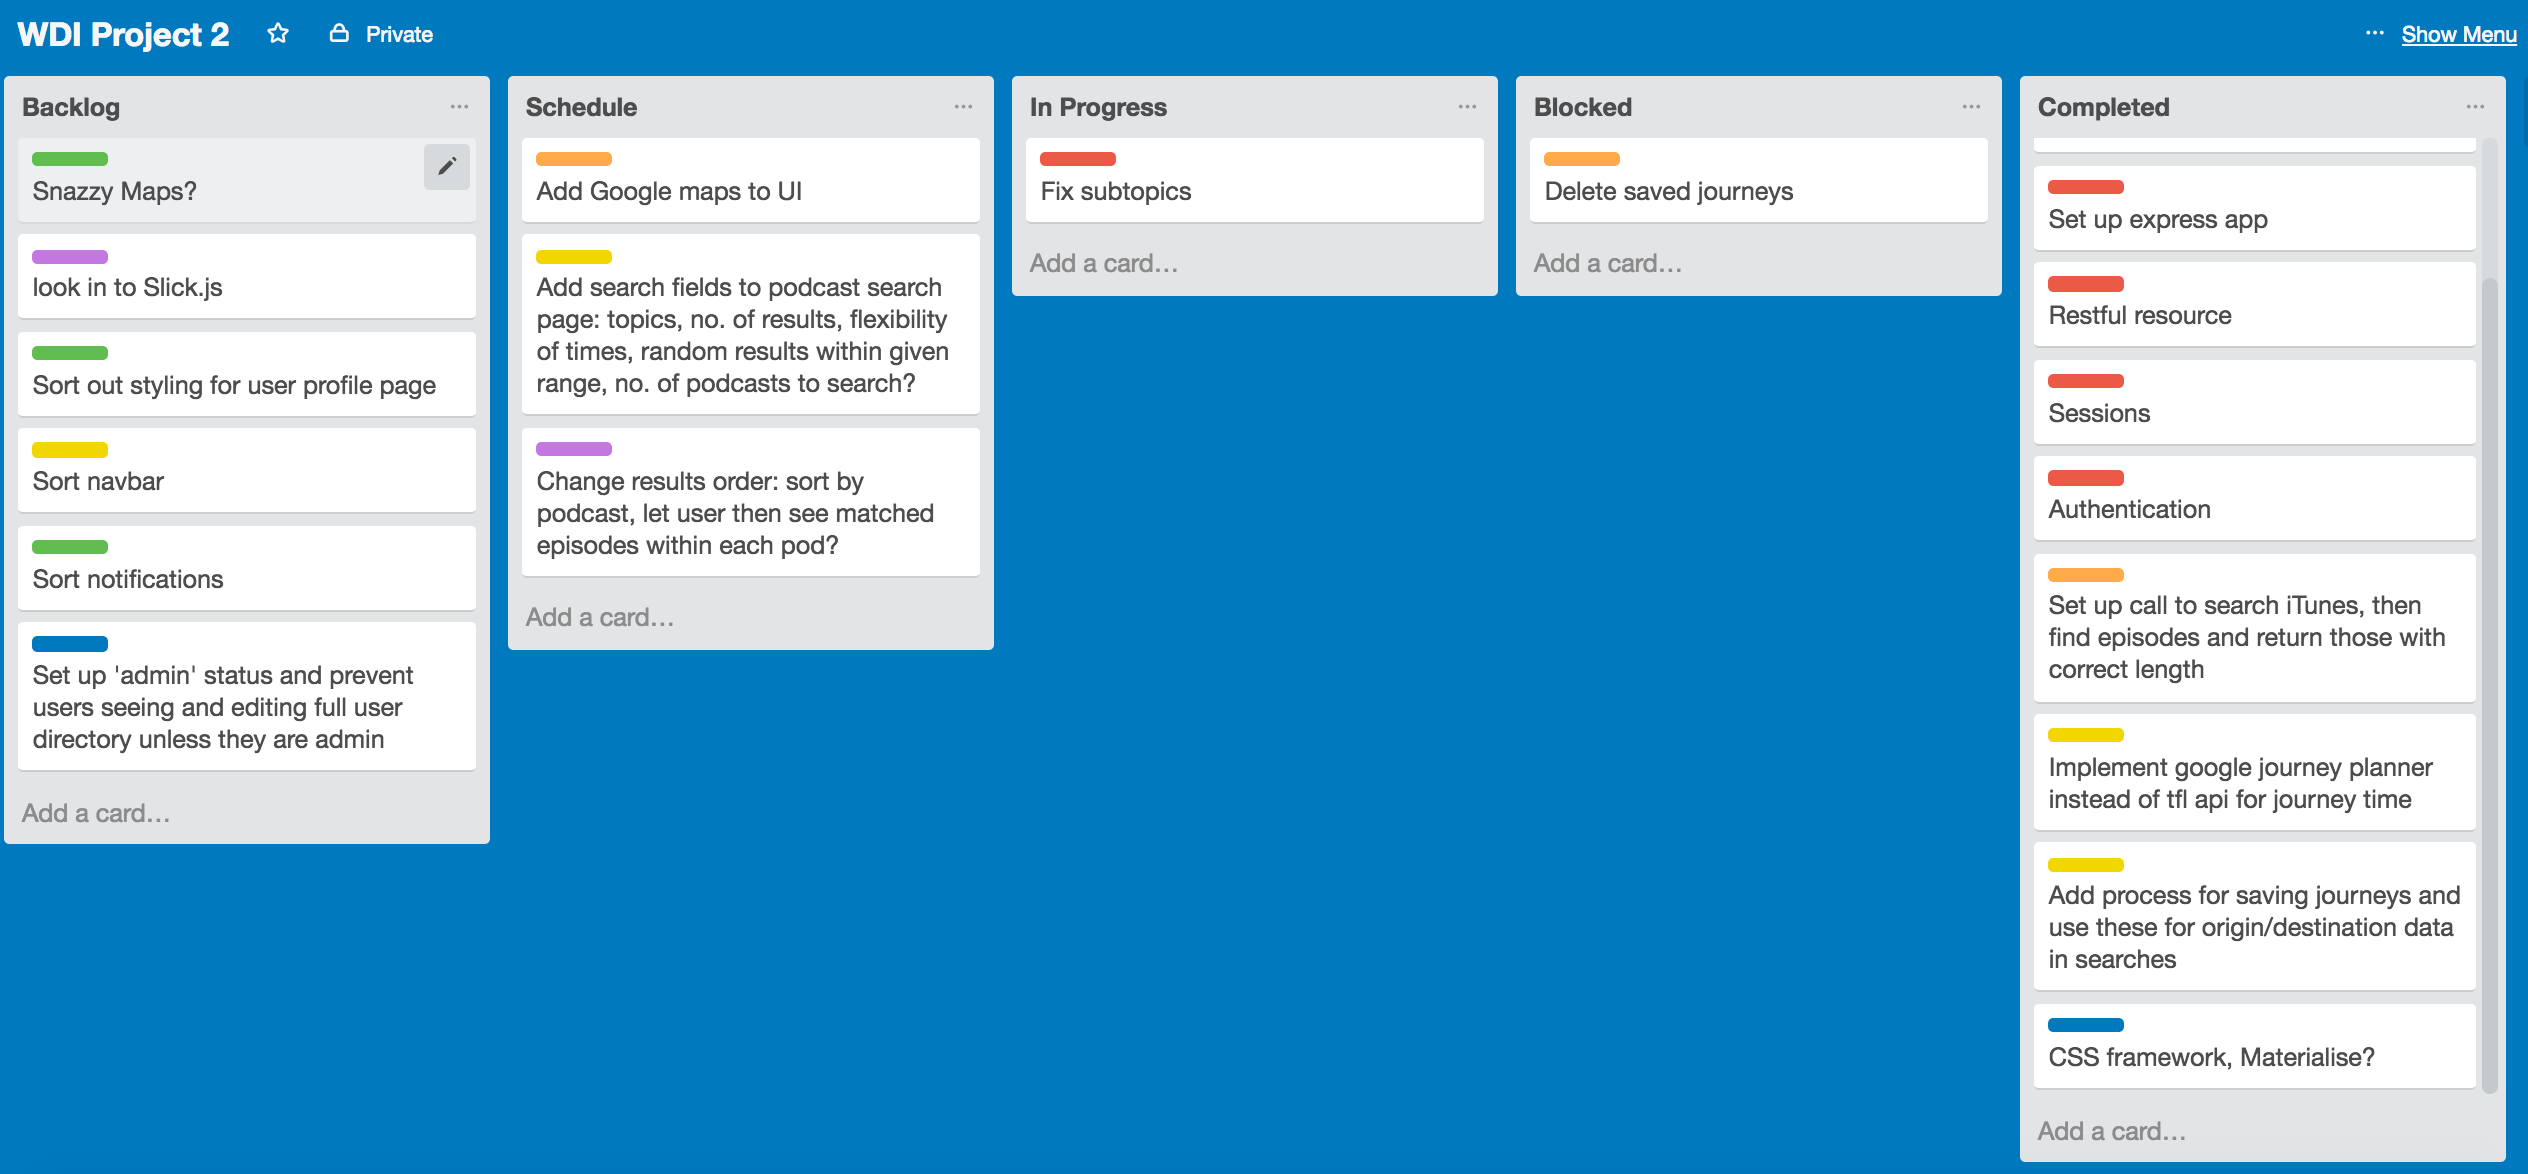 WDI Project 2
Private
Show Menu
Backlog
Snazzy Maps?
look in to Slick.js
Sort out styling for user profile page
Sort navbar
Sort notifications
Set up 'admin' status and prevent
users seeing and editing full user
directory unless they are admin
Add a card...
Schedule
Add Google maps to UI
Add search fields to podcast search
page: topics, no. of results, flexibility
of times, random results within given
range, no. of podcasts to search?
Change results order: sort by
podcast, let user then see matched
episodes within each pod?
Add a card...
In Progress
Fix subtopics
Add a card...
Blocked
Delete saved journeys
Add a card...
Completed
Set up express app
Restful resource
Sessions
Authentication
Set up call to search iTunes, then
find episodes and return those with
correct length
Implement google journey planner
instead of tfl api for journey time
Add process for saving journeys and
use these for origin/destination data
in searches
CSS framework, Materialise?
Add a card...